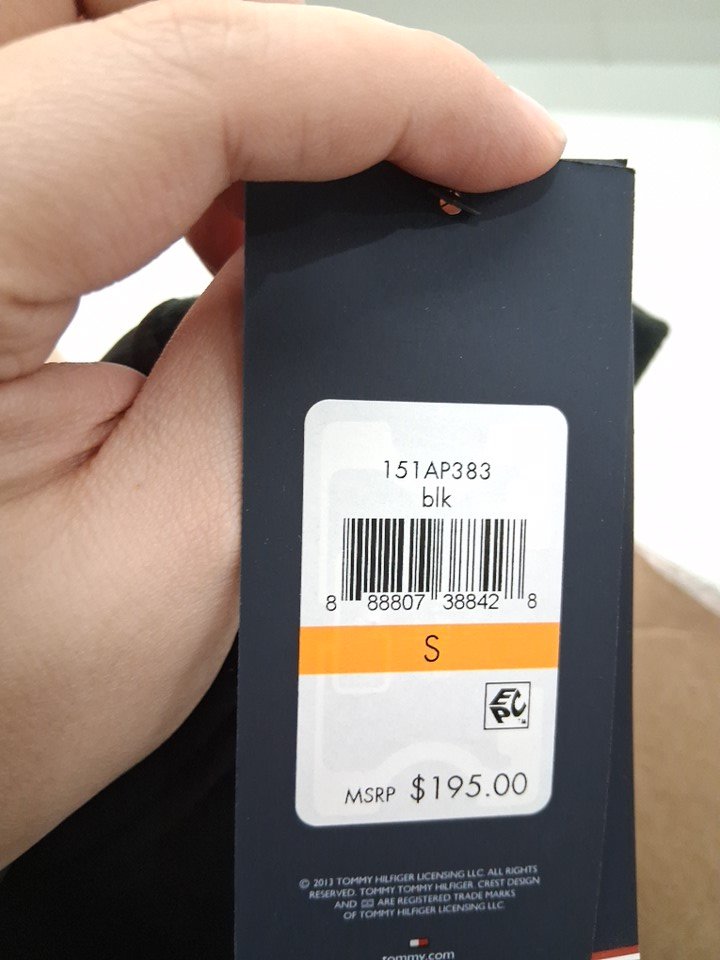 151AP383
blk
8 88807 38842 8
S
EPC
MSRP $195.00
© 2013 TOMMY HILFIGER LICENSING LLC. ALL RIGHTS
RESERVED. TOMMY TOMMY HILFIGER CREST DESIGN
AND ARE REGISTERED TRADE MARKS
OF TOMMY HILFIGER LICENSING LLC.
tommy.com